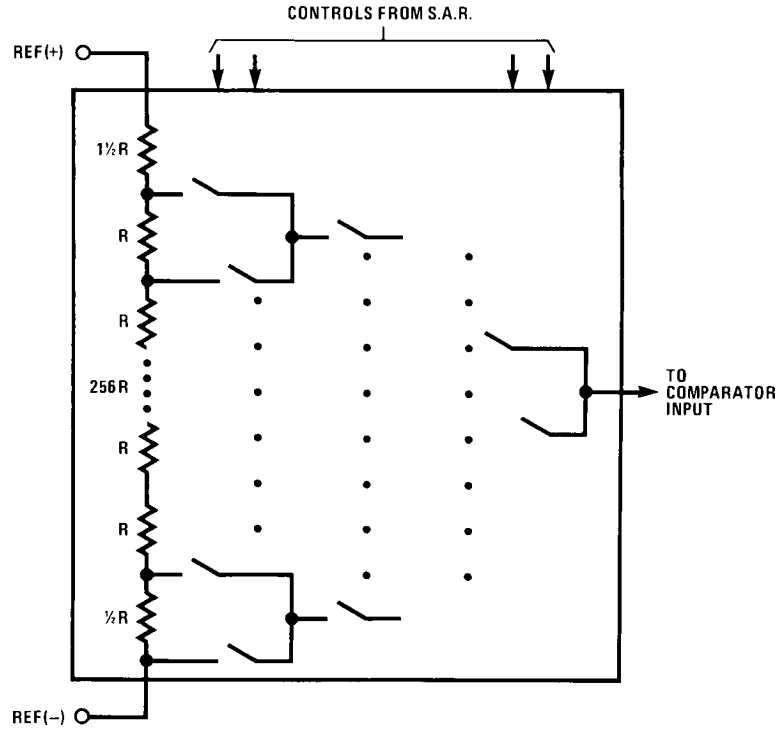 CONTROLS FROM S.A.R.
REF(+)
1½R
R
R
256R
R
R
½R
TO
COMPARATOR
INPUT
REF(−)